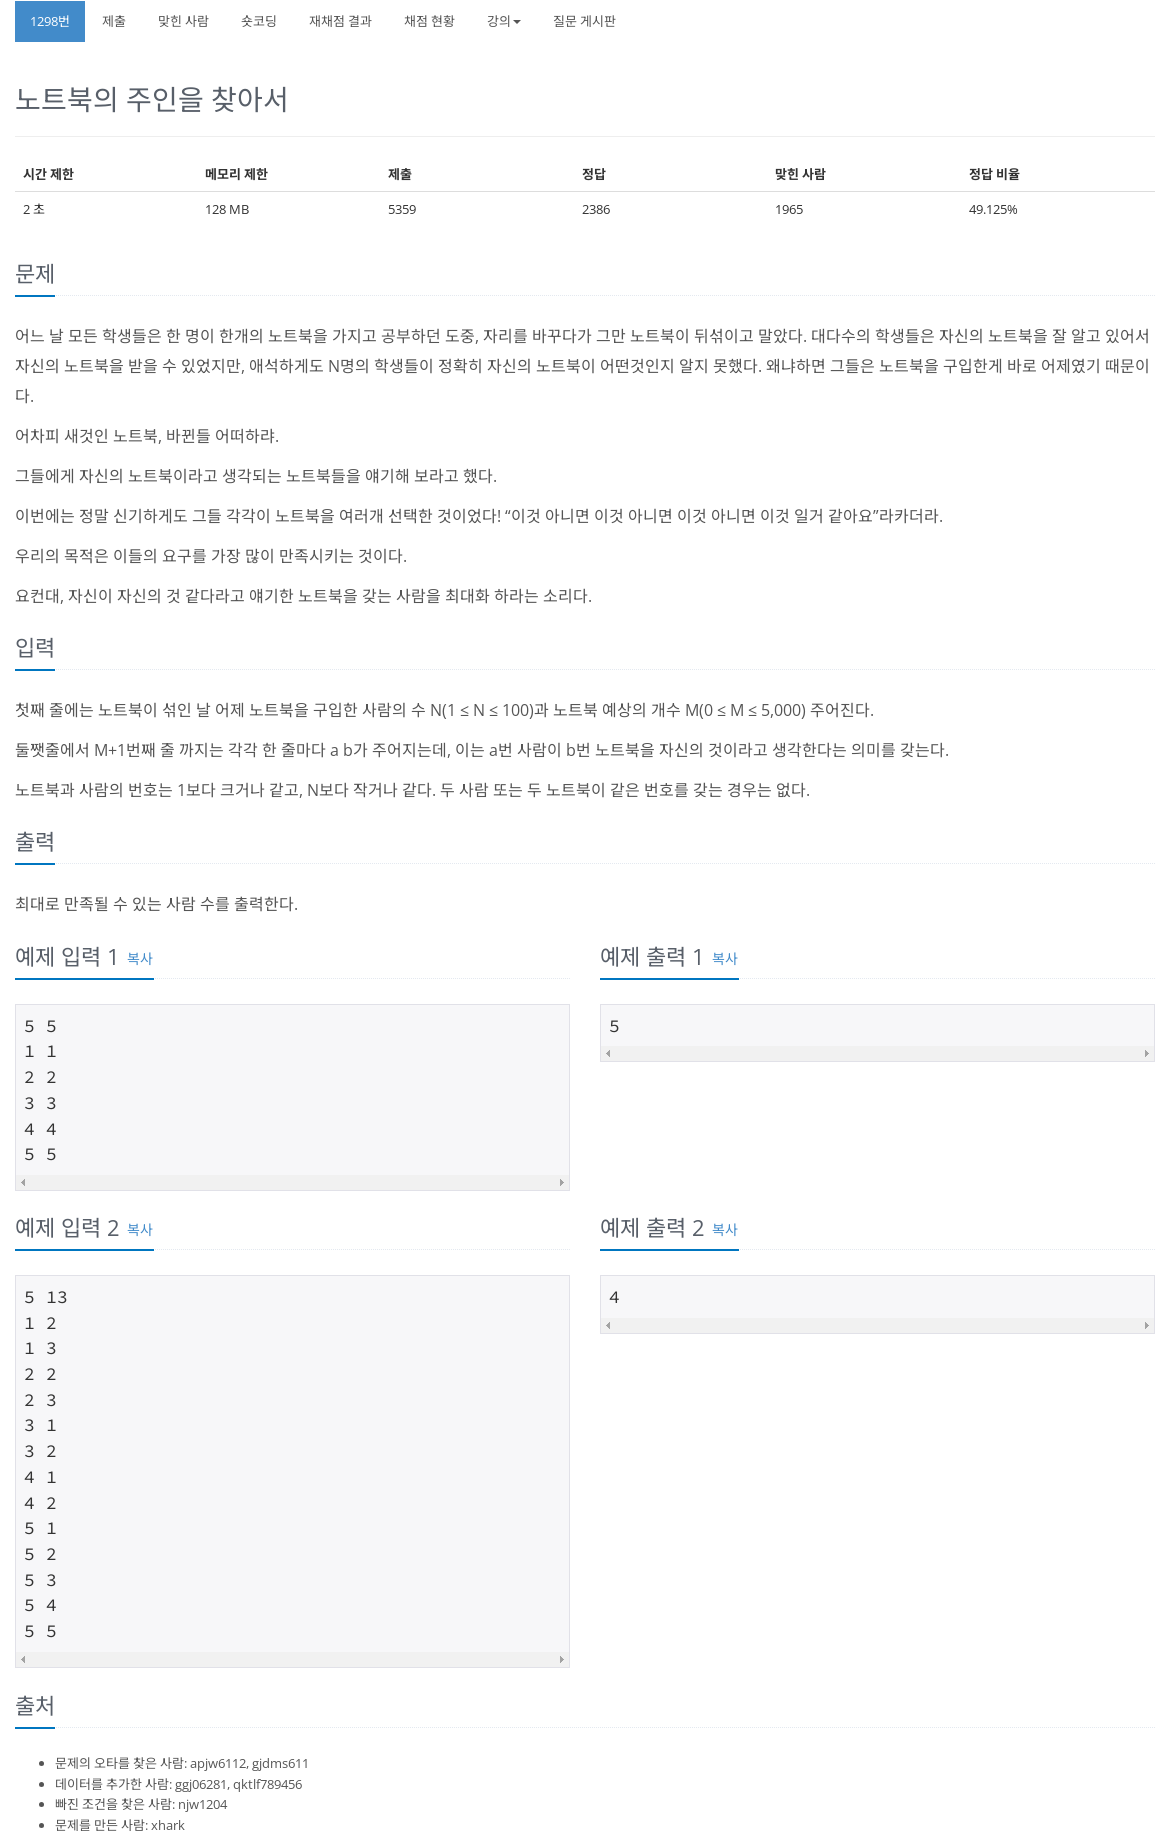 1298번 제출 맞힌 사람 숏코딩 재채점 결과 채점 현황 강의 질문 게시판
노트북의 주인을 찾아서
시간 제한 메모리 제한 제출 정답 맞힌 사람 정답 비율
2 초 128 MB 5359 2386 1965 49.125%
문제
어느 날 모든 학생들은 한 명이 한개의 노트북을 가지고 공부하던 도중, 자리를 바꾸다가 그만 노트북이 뒤섞이고 말았다. 대다수의 학생들은 자신의 노트북을 잘 알고 있어서
자신의 노트북을 받을 수 있었지만, 애석하게도 N명의 학생들이 정확히 자신의 노트북이 어떤것인지 알지 못했다. 왜냐하면 그들은 노트북을 구입한게 바로 어제였기 때문이
다.
어차피 새것인 노트북, 바뀐들 어떠하랴.
그들에게 자신의 노트북이라고 생각되는 노트북들을 얘기해 보라고 했다.
이번에는 정말 신기하게도 그들 각각이 노트북을 여러개 선택한 것이었다! “이것 아니면 이것 아니면 이것 아니면 이것 일거 같아요”라카더라.
우리의 목적은 이들의 요구를 가장 많이 만족시키는 것이다.
요컨대, 자신이 자신의 것 같다라고 얘기한 노트북을 갖는 사람을 최대화 하라는 소리다.
입력
첫째 줄에는 노트북이 섞인 날 어제 노트북을 구입한 사람의 수 N(1 ≤ N ≤ 100)과 노트북 예상의 개수 M(0 ≤ M ≤ 5,000) 주어진다.
둘쨋줄에서 M+1번째 줄 까지는 각각 한 줄마다 a b가 주어지는데, 이는 a번 사람이 b번 노트북을 자신의 것이라고 생각한다는 의미를 갖는다.
노트북과 사람의 번호는 1보다 크거나 같고, N보다 작거나 같다. 두 사람 또는 두 노트북이 같은 번호를 갖는 경우는 없다.
출력
최대로 만족될 수 있는 사람 수를 출력한다.
예제 입력 1 복사
5 5
1 1
2 2
3 3
4 4
5 5
예제 출력 1 복사
5
예제 입력 2 복사
5 13
1 2
1 3
2 2
2 3
3 1
3 2
4 1
4 2
5 1
5 2
5 3
5 4
5 5
예제 출력 2 복사
4
출처
문제의 오타를 찾은 사람: apjw6112, gjdms611
데이터를 추가한 사람: ggj06281, qktlf789456
빠진 조건을 찾은 사람: njw1204
문제를 만든 사람: xhark